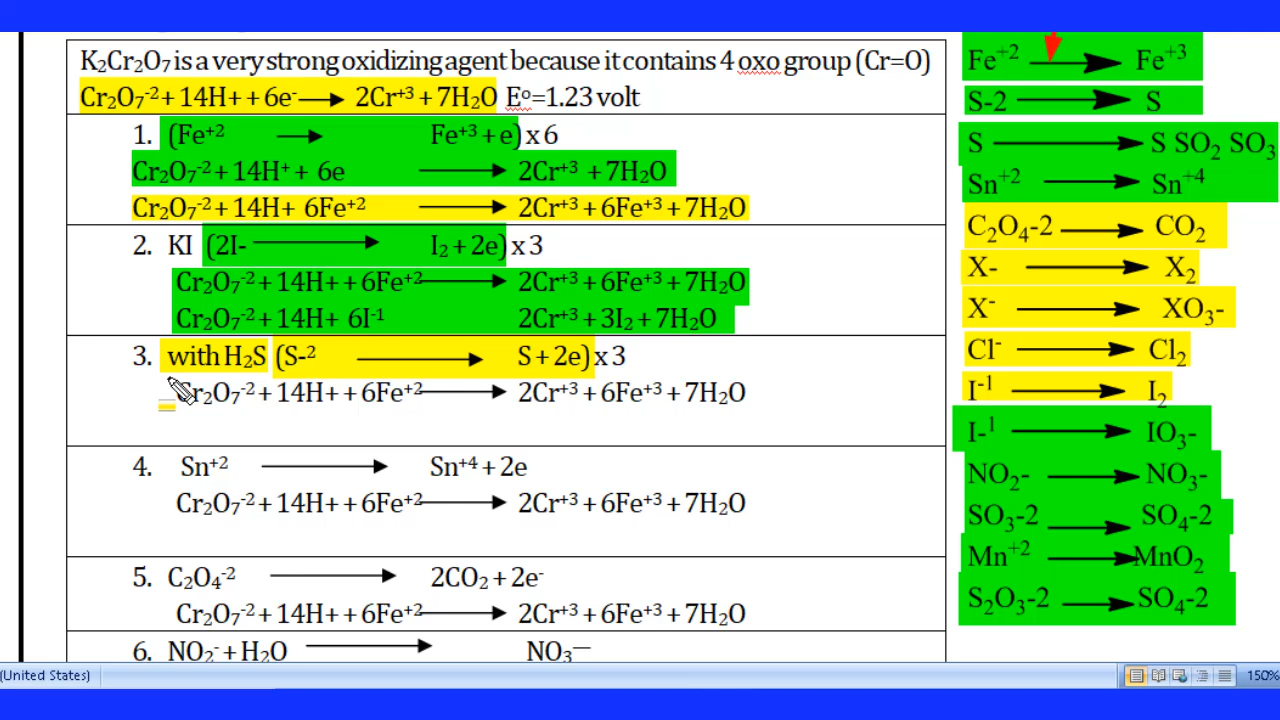 K₂Cr₂O₇ is a very strong oxidizing agent because it contains 4 oxo group (Cr=O)
Cr₂O₇⁻² + 14H+ + 6e⁻ → 2Cr⁺³ + 7H₂O E°=1.23 volt
1. (Fe⁺² → Fe⁺³ + e) x 6
Cr₂O₇⁻² + 14H⁺ + 6e → 2Cr⁺³ + 7H₂O
Cr₂O₇⁻² + 14H+ 6Fe⁺² → 2Cr⁺³ + 6Fe⁺³ + 7H₂O
2. KI (2I- → I₂ + 2e) x 3
Cr₂O₇⁻² + 14H+ + 6Fe⁺² → 2Cr⁺³ + 6Fe⁺³ + 7H₂O
Cr₂O₇⁻² + 14H+ 6I⁻¹ 2Cr⁺³ + 3I₂ + 7H₂O
3. with H₂S (S-² → S + 2e) x 3
Cr₂O₇⁻² + 14H+ + 6Fe⁺² → 2Cr⁺³ + 6Fe⁺³ + 7H₂O
4. Sn⁺² → Sn⁺⁴ + 2e
Cr₂O₇⁻² + 14H+ + 6Fe⁺² → 2Cr⁺³ + 6Fe⁺³ + 7H₂O
5. C₂O₄⁻² → 2CO₂ + 2e⁻
Cr₂O₇⁻² + 14H+ + 6Fe⁺² → 2Cr⁺³ + 6Fe⁺³ + 7H₂O
6. NO₂⁻ + H₂O → NO₃—
Fe⁺² → Fe⁺³
S-2 → S
S → S SO₂ SO₃
Sn⁺² → Sn⁺⁴
C₂O₄-2 → CO₂
X- → X₂
X⁻ → XO₃-
Cl⁻ → Cl₂
I⁻¹ → I₂
I-¹ → IO₃-
NO₂- → NO₃-
SO₃-2 → SO₄-2
Mn⁺² → MnO₂
S₂O₃-2 → SO₄-2
(United States) 150%